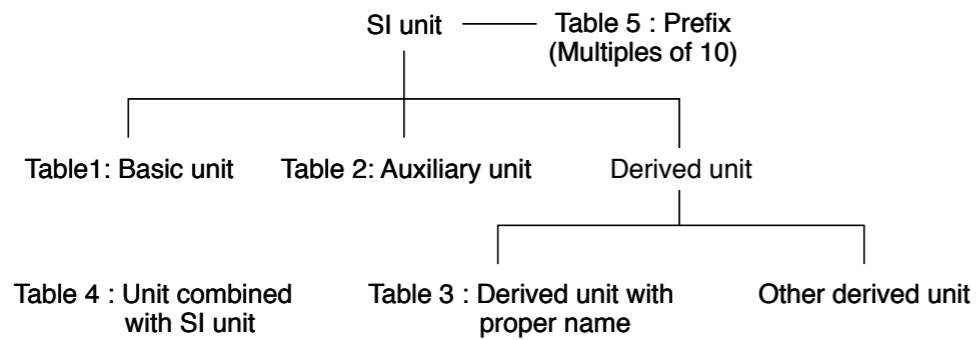 SI unit
Table 5 : Prefix
(Multiples of 10)
Table1: Basic unit
Table 2: Auxiliary unit
Derived unit
Table 4 : Unit combined
with SI unit
Table 3 : Derived unit with
proper name
Other derived unit